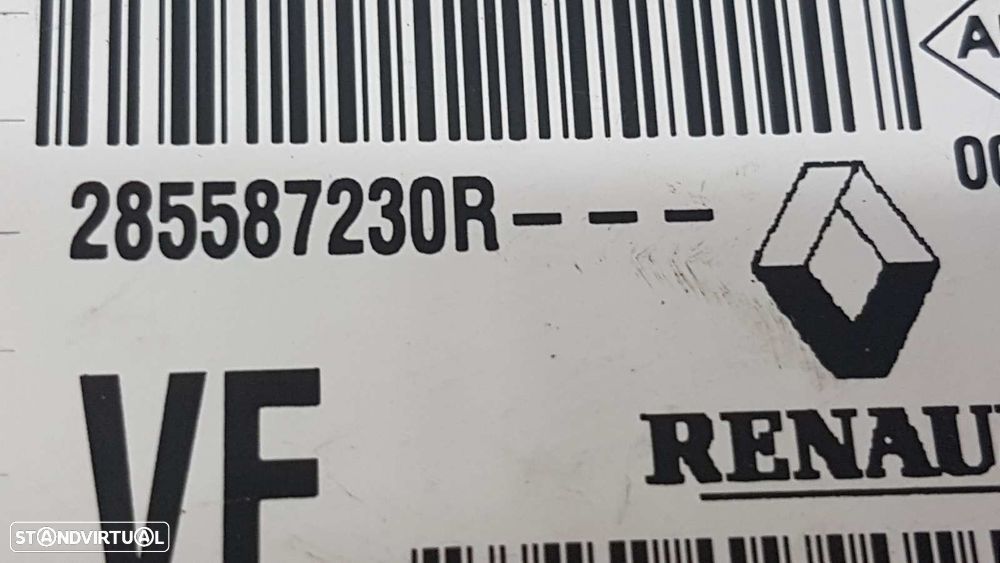 285587230R---
VF
RENAU
STANDVIRTUAL